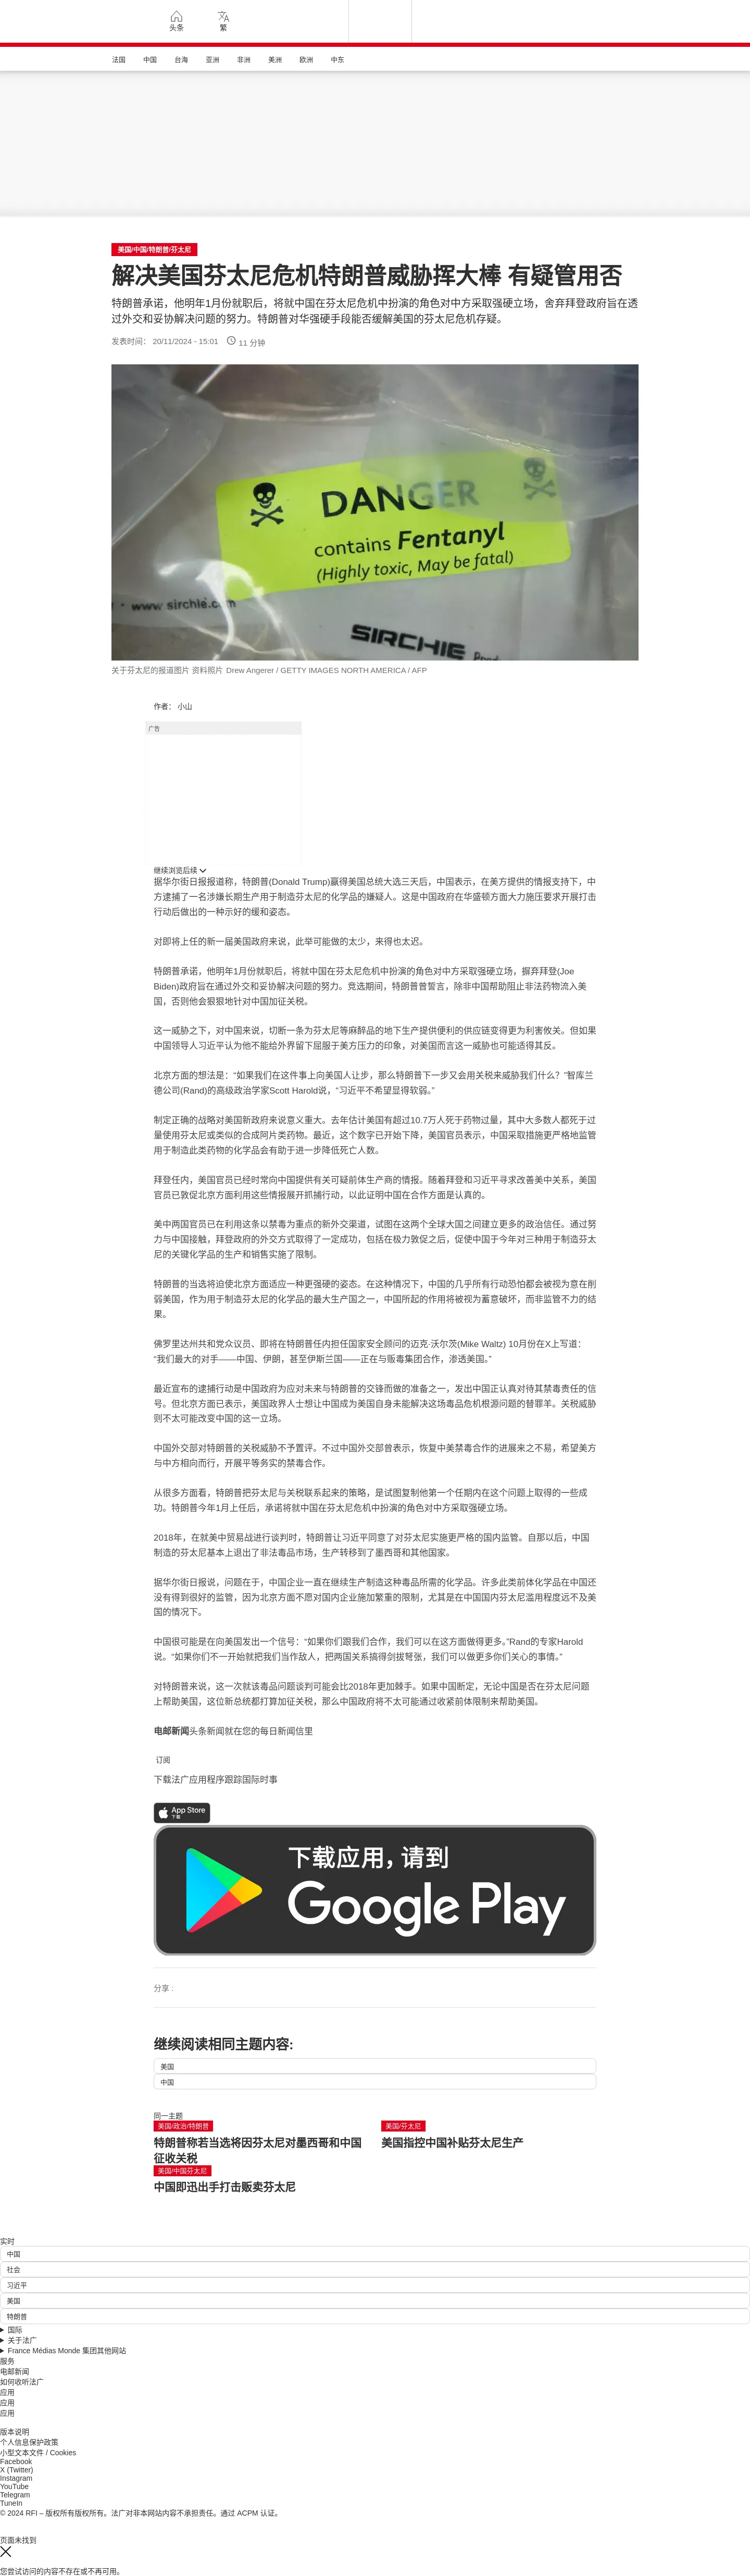 头条
繁
法国 中国 台海 亚洲 非洲 美洲 欧洲 中东
美国/中国/特朗普/芬太尼
解决美国芬太尼危机特朗普威胁挥大棒 有疑管用否
特朗普承诺，他明年1月份就职后，将就中国在芬太尼危机中扮演的角色对中方采取强硬立场，舍弃拜登政府旨在透
过外交和妥协解决问题的努力。特朗普对华强硬手段能否缓解美国的芬太尼危机存疑。
发表时间： 20/11/2024 - 15:01 11 分钟
DANGER
contains Fentanyl
(Highly toxic, May be fatal)
www.sirchie.com
SIRCHIE
关于芬太尼的报道图片 资料照片 Drew Angerer / GETTY IMAGES NORTH AMERICA / AFP
作者： 小山
广告
继续浏览后续
据华尔街日报报道称，特朗普(Donald Trump)赢得美国总统大选三天后，中国表示，在美方提供的情报支持下，中
方逮捕了一名涉嫌长期生产用于制造芬太尼的化学品的嫌疑人。这是中国政府在华盛顿方面大力施压要求开展打击
行动后做出的一种示好的缓和姿态。
对即将上任的新一届美国政府来说，此举可能做的太少，来得也太迟。
特朗普承诺，他明年1月份就职后，将就中国在芬太尼危机中扮演的角色对中方采取强硬立场，摒弃拜登(Joe
Biden)政府旨在通过外交和妥协解决问题的努力。竞选期间，特朗普曾誓言，除非中国帮助阻止非法药物流入美
国，否则他会狠狠地针对中国加征关税。
这一威胁之下，对中国来说，切断一条为芬太尼等麻醉品的地下生产提供便利的供应链变得更为利害攸关。但如果
中国领导人习近平认为他不能给外界留下屈服于美方压力的印象，对美国而言这一威胁也可能适得其反。
北京方面的想法是：“如果我们在这件事上向美国人让步，那么特朗普下一步又会用关税来威胁我们什么？”智库兰
德公司(Rand)的高级政治学家Scott Harold说，“习近平不希望显得软弱。”
制定正确的战略对美国新政府来说意义重大。去年估计美国有超过10.7万人死于药物过量，其中大多数人都死于过
量使用芬太尼或类似的合成阿片类药物。最近，这个数字已开始下降，美国官员表示，中国采取措施更严格地监管
用于制造此类药物的化学品会有助于进一步降低死亡人数。
拜登任内，美国官员已经时常向中国提供有关可疑前体生产商的情报。随着拜登和习近平寻求改善美中关系，美国
官员已敦促北京方面利用这些情报展开抓捕行动，以此证明中国在合作方面是认真的。
美中两国官员已在利用这条以禁毒为重点的新外交渠道，试图在这两个全球大国之间建立更多的政治信任。通过努
力与中国接触，拜登政府的外交方式取得了一定成功，包括在极力敦促之后，促使中国于今年对三种用于制造芬太
尼的关键化学品的生产和销售实施了限制。
特朗普的当选将迫使北京方面适应一种更强硬的姿态。在这种情况下，中国的几乎所有行动恐怕都会被视为意在削
弱美国，作为用于制造芬太尼的化学品的最大生产国之一，中国所起的作用将被视为蓄意破坏，而非监管不力的结
果。
佛罗里达州共和党众议员、即将在特朗普任内担任国家安全顾问的迈克·沃尔茨(Mike Waltz) 10月份在X上写道：
“我们最大的对手——中国、伊朗，甚至伊斯兰国——正在与贩毒集团合作，渗透美国。”
最近宣布的逮捕行动是中国政府为应对未来与特朗普的交锋而做的准备之一，发出中国正认真对待其禁毒责任的信
号。但北京方面已表示，美国政界人士想让中国成为美国自身未能解决这场毒品危机根源问题的替罪羊。关税威胁
则不太可能改变中国的这一立场。
中国外交部对特朗普的关税威胁不予置评。不过中国外交部曾表示，恢复中美禁毒合作的进展来之不易，希望美方
与中方相向而行，开展平等务实的禁毒合作。
从很多方面看，特朗普把芬太尼与关税联系起来的策略，是试图复制他第一个任期内在这个问题上取得的一些成
功。特朗普今年1月上任后，承诺将就中国在芬太尼危机中扮演的角色对中方采取强硬立场。
2018年，在就美中贸易战进行谈判时，特朗普让习近平同意了对芬太尼实施更严格的国内监管。自那以后，中国
制造的芬太尼基本上退出了非法毒品市场，生产转移到了墨西哥和其他国家。
据华尔街日报说，问题在于，中国企业一直在继续生产制造这种毒品所需的化学品。许多此类前体化学品在中国还
没有得到很好的监管，因为北京方面不愿对国内企业施加繁重的限制，尤其是在中国国内芬太尼滥用程度远不及美
国的情况下。
中国很可能是在向美国发出一个信号：“如果你们跟我们合作，我们可以在这方面做得更多。”Rand的专家Harold
说。“如果你们不一开始就把我们当作敌人，把两国关系搞得剑拔弩张，我们可以做更多你们关心的事情。”
对特朗普来说，这一次就该毒品问题谈判可能会比2018年更加棘手。如果中国断定，无论中国是否在芬太尼问题
上帮助美国，这位新总统都打算加征关税，那么中国政府将不太可能通过收紧前体限制来帮助美国。
电邮新闻头条新闻就在您的每日新闻信里
订阅
下载法广应用程序跟踪国际时事
App Store
下载
下载应用，请到
Google Play
分享 :
继续阅读相同主题内容:
美国
中国
同一主题
美国/政治/特朗普
特朗普称若当选将因芬太尼对墨西哥和中国
征收关税
美国/芬太尼
美国指控中国补贴芬太尼生产
美国/中国芬太尼
中国即迅出手打击贩卖芬太尼
实时
中国
社会
习近平
美国
特朗普
国际
关于法广
France Médias Monde 集团其他网站
服务
电邮新闻
如何收听法广
应用
应用
应用
版本说明
个人信息保护政策
小型文本文件 / Cookies
Facebook
X (Twitter)
Instagram
YouTube
Telegram
TuneIn
© 2024 RFI – 版权所有版权所有。法广对非本网站内容不承担责任。通过 ACPM 认证。
页面未找到
您尝试访问的内容不存在或不再可用。